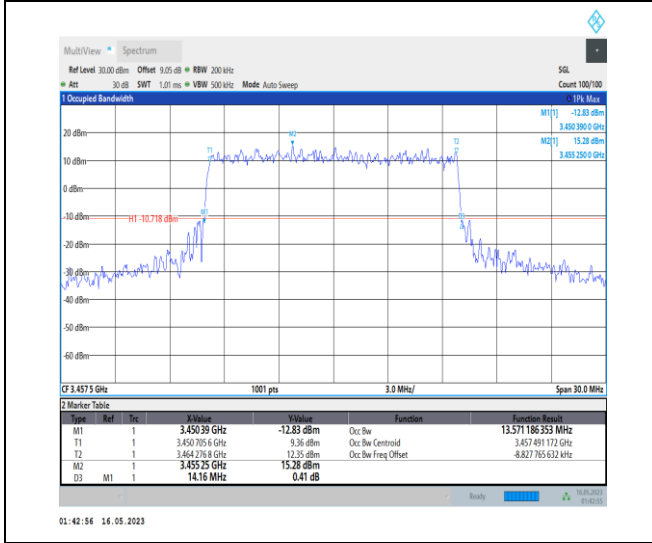 MultiView Spectrum
Ref Level 30.00 dBm Offset 9.05 dB RBW 200 kHz SGL
Att 30 dB SWT 1.01 ms VBW 500 kHz Mode Auto Sweep Count 100/100
1 Occupied Bandwidth 1Pk Max
M1[1] -12.83 dBm
3.450 390 0 GHz
20 dBm
M2[1] 15.28 dBm
3.455 250 0 GHz
M2
T1
T2
10 dBm
0 dBm
M1
D3
-10 dBm
H1 -10.718 dBm
-20 dBm
-30 dBm
-40 dBm
-50 dBm
-60 dBm
CF 3.457 5 GHz 1001 pts 3.0 MHz/ Span 30.0 MHz
2 Marker Table
Type Ref Trc X-Value Y-Value Function Function Result
M1 1 3.450 39 GHz -12.83 dBm Occ Bw 13.571 186 353 MHz
T1 1 3.450 705 6 GHz 9.36 dBm Occ Bw Centroid 3.457 491 172 GHz
T2 1 3.464 276 8 GHz 12.35 dBm Occ Bw Freq Offset -8.827 765 632 kHz
M2 1 3.455 25 GHz 15.28 dBm
D3 M1 1 14.16 MHz 0.41 dB
Ready 16.05.2023
01:42:55
01:42:56 16.05.2023